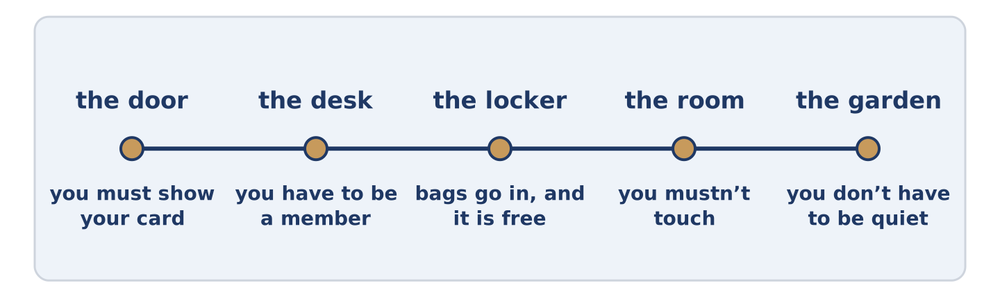 the door
the desk
the locker
the room
the garden
you must show
your card
you have to be
a member
bags go in, and
it is free
you mustn’t
touch
you don’t have
to be quiet